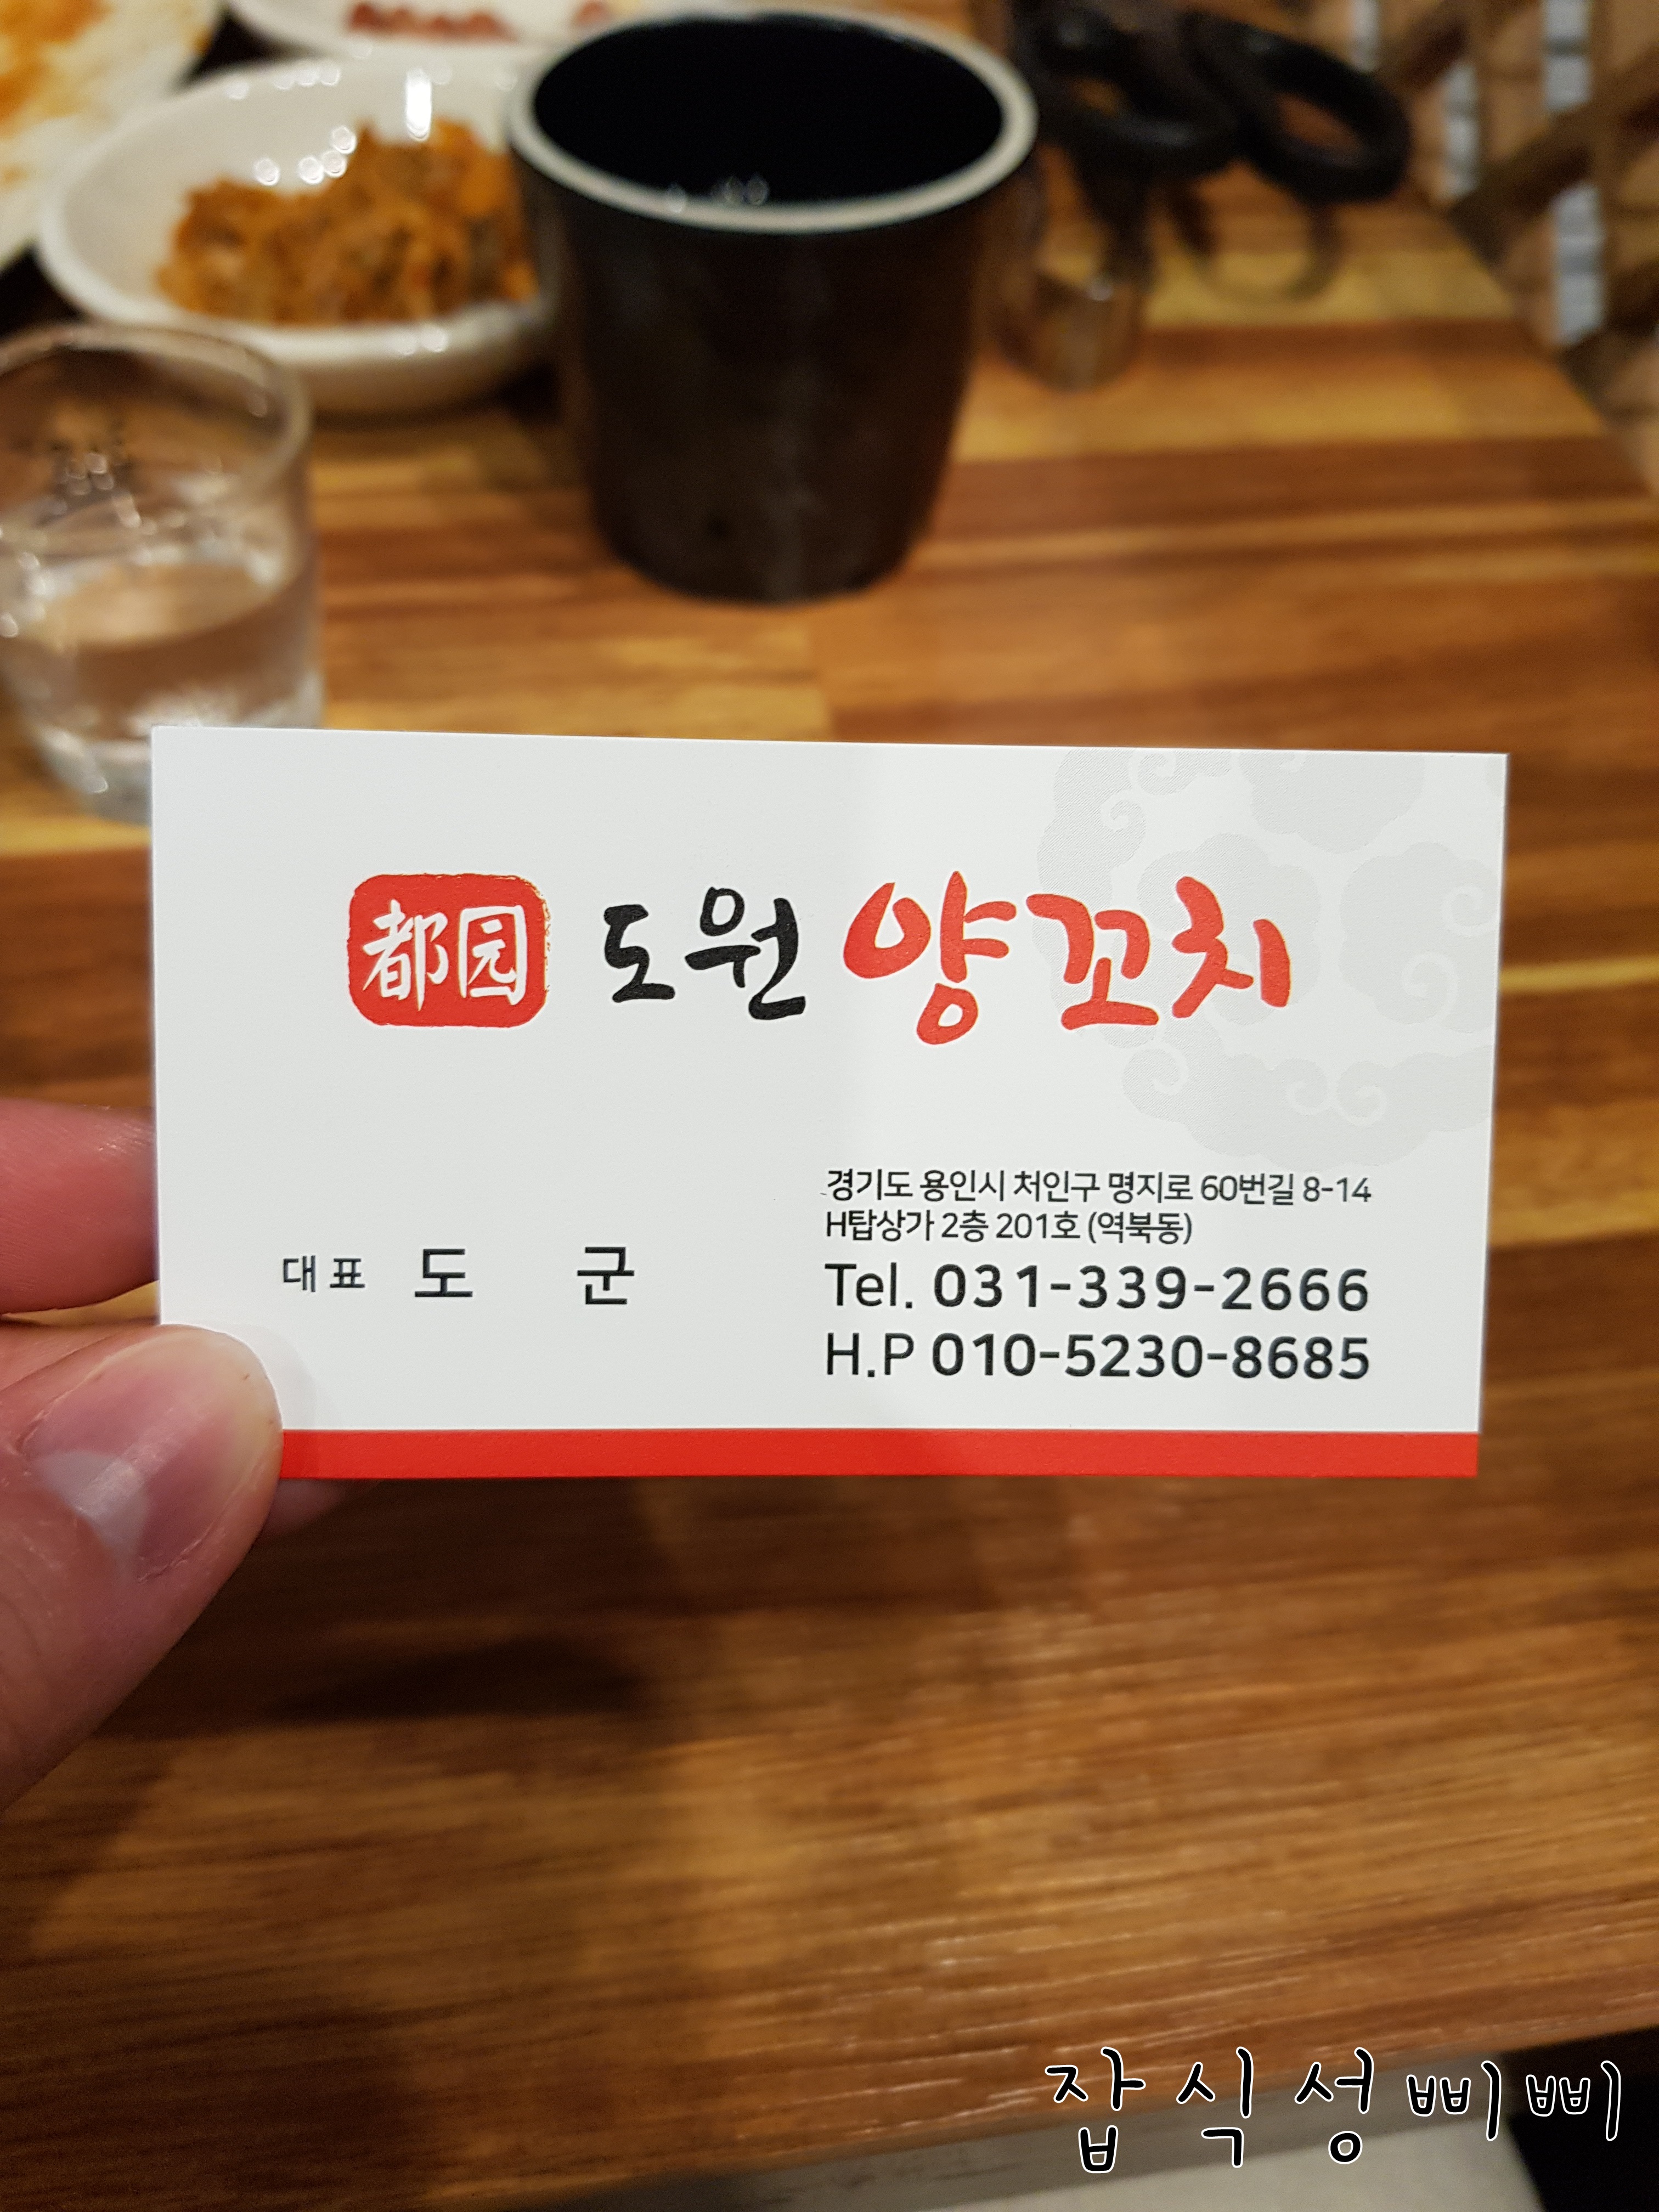 都园 도원 양꼬치
대표 도 군
경기도 용인시 처인구 명지로 60번길 8-14
H탑상가 2층 201호 (역북동)
Tel. 031-339-2666
H.P 010-5230-8685
잡식성삐삐